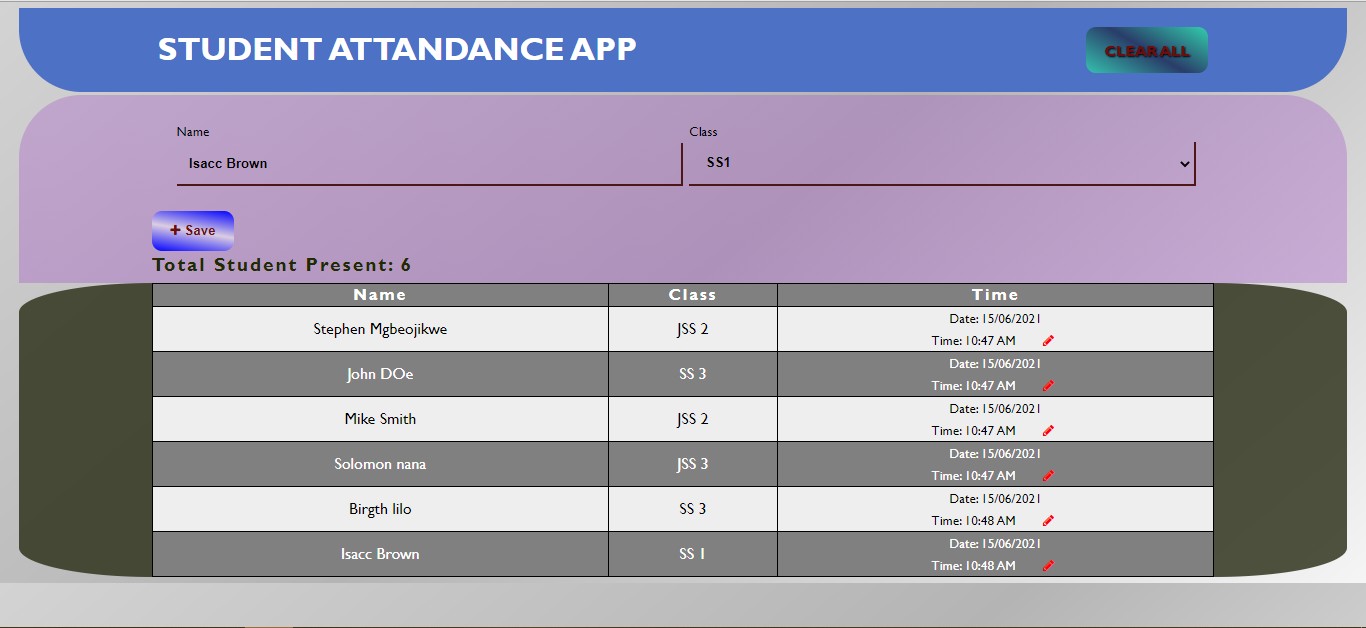 STUDENT ATTANDANCE APP
CLEARALL
Name Class
Isacc Brown SS1
+ Save
Total Student Present: 6
Name Class Time
Stephen Mgbeojikwe JSS 2 Date: 15/06/2021
Time: 10:47 AM
John DOe SS 3 Date: 15/06/2021
Time: 10:47 AM
Mike Smith JSS 2 Date: 15/06/2021
Time: 10:47 AM
Solomon nana JSS 3 Date: 15/06/2021
Time: 10:47 AM
Birgth lilo SS 3 Date: 15/06/2021
Time: 10:48 AM
Isacc Brown SS 1 Date: 15/06/2021
Time: 10:48 AM